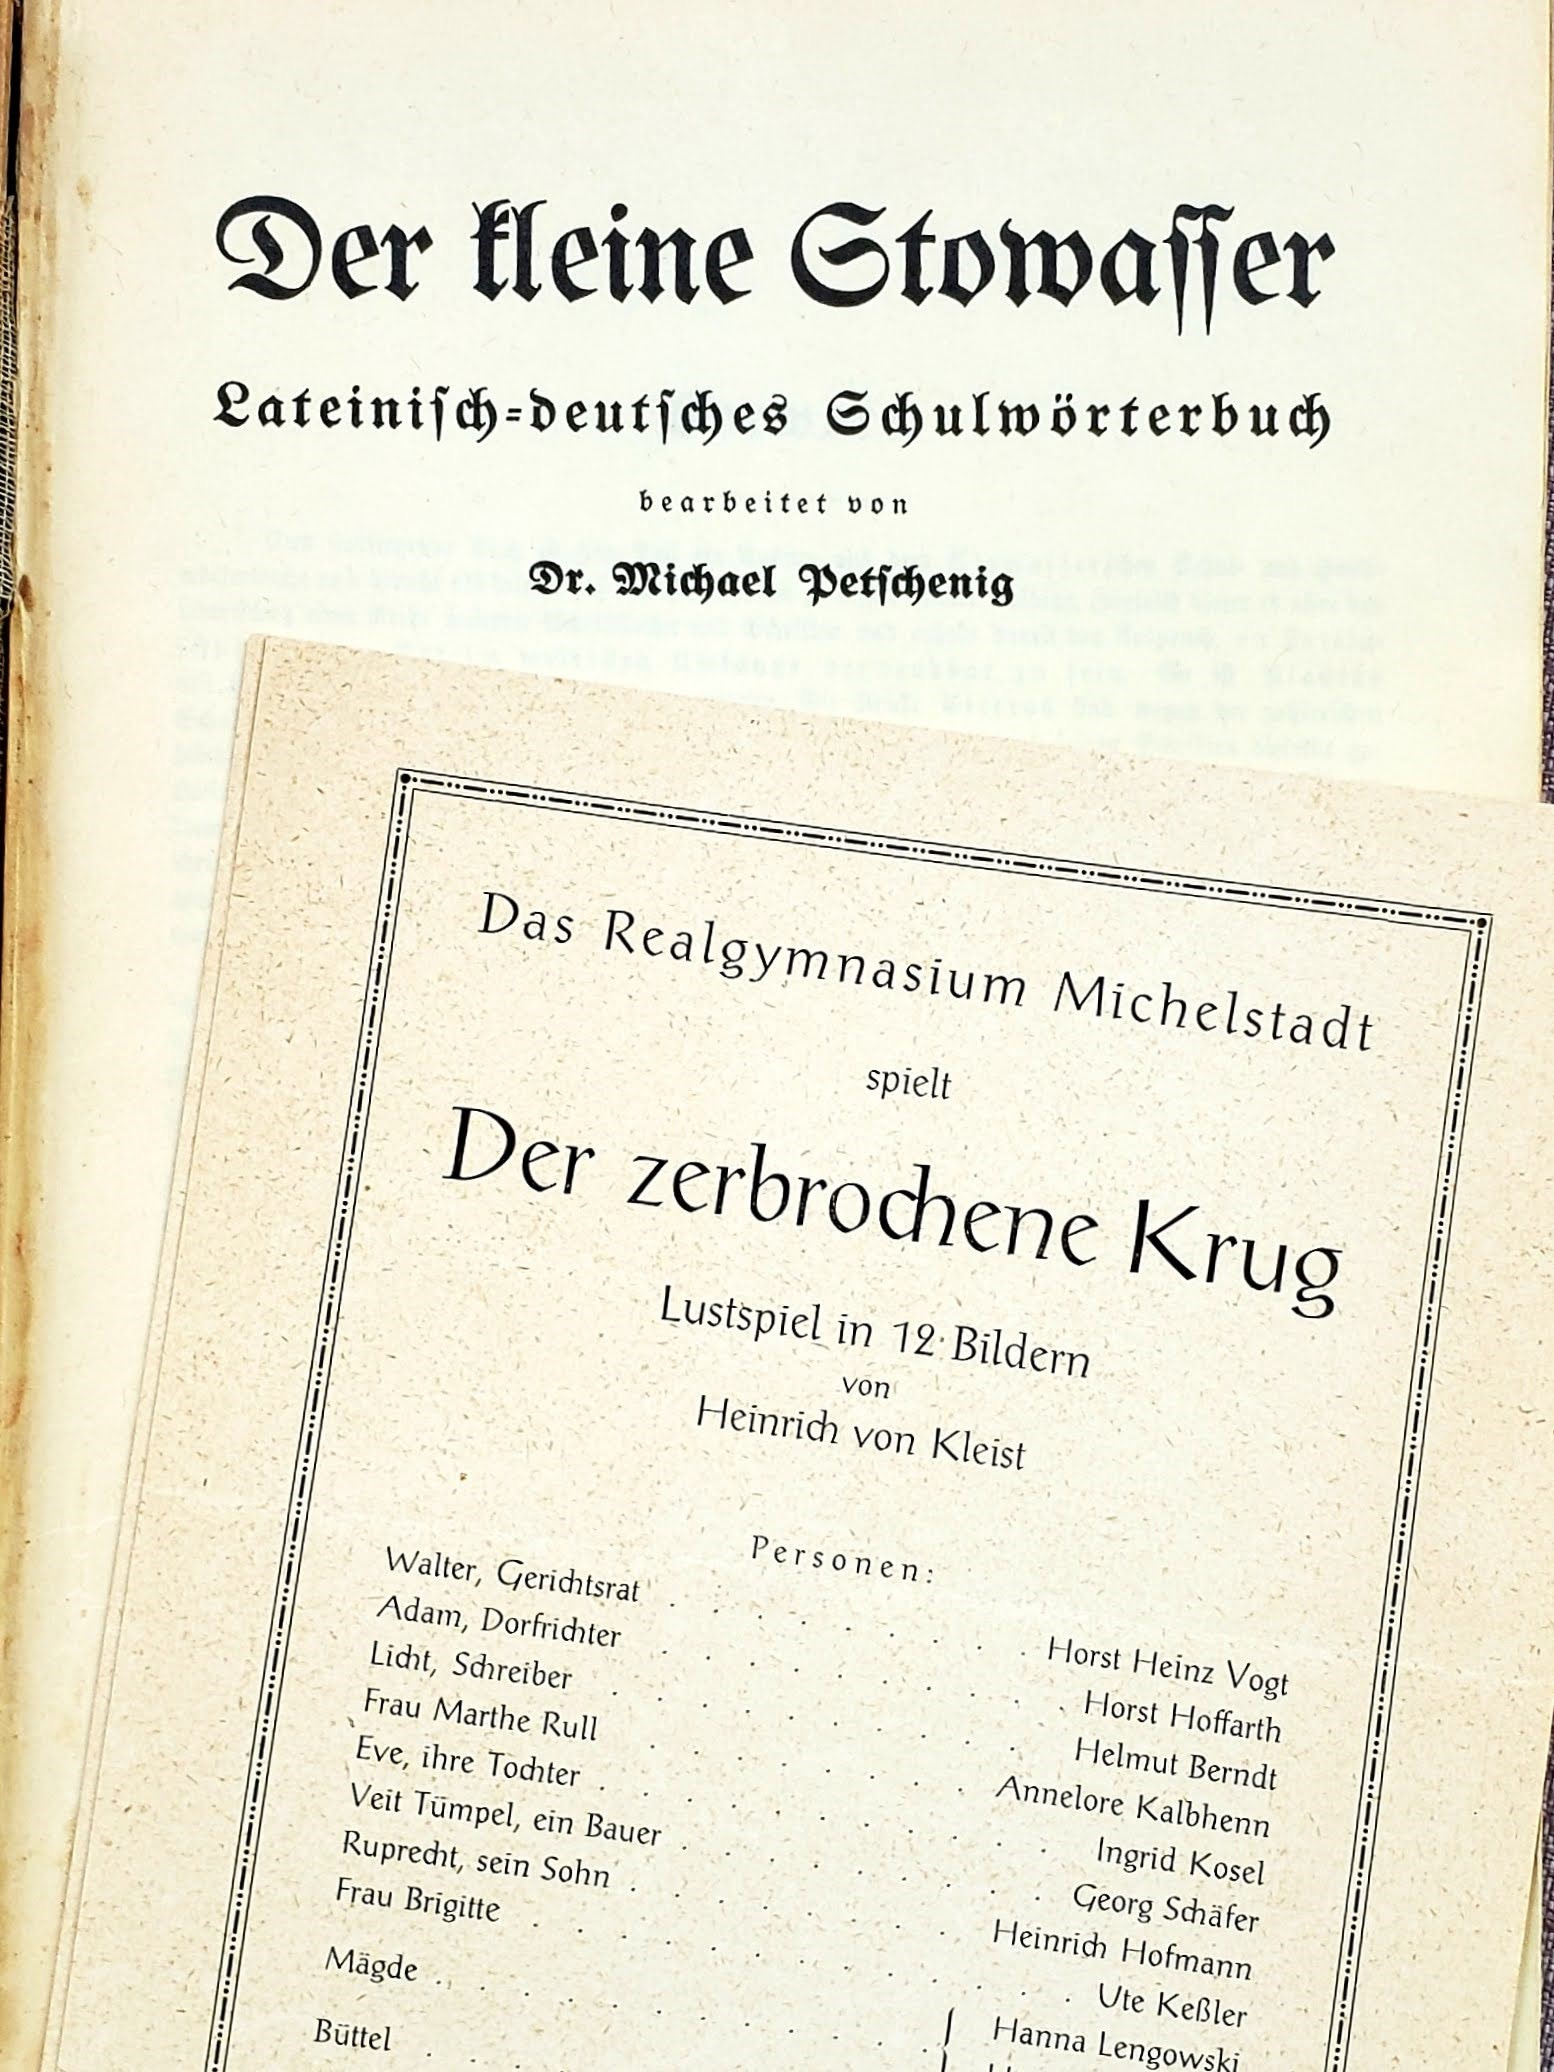 Der kleine Stowasser
Lateinisch=deutsches Schulwörterbuch
bearbeitet von
Dr. Michael Petschenig
Das Realgymnasium Michelstadt
spielt
Der zerbrochene Krug
Lustspiel in 12 Bildern
von
Heinrich von Kleist
Personen:
Walter, Gerichtsrat . . . . . . . . . Horst Heinz Vogt
Adam, Dorfrichter . . . . . . . . . . Horst Hoffarth
Licht, Schreiber . . . . . . . . . . Helmut Berndt
Frau Marthe Rull . . . . . . . . Annelore Kalbhenn
Eve, ihre Tochter . . . . . . . . . . . Ingrid Kosel
Veit Tümpel, ein Bauer . . . . . . . . . Georg Schäfer
Ruprecht, sein Sohn . . . . . . . . Heinrich Hofmann
Frau Brigitte . . . . . . . . . . . . . Ute Keßler
Mägde . . . . . . . . . . . { Hanna Lengowski
Büttel . . .